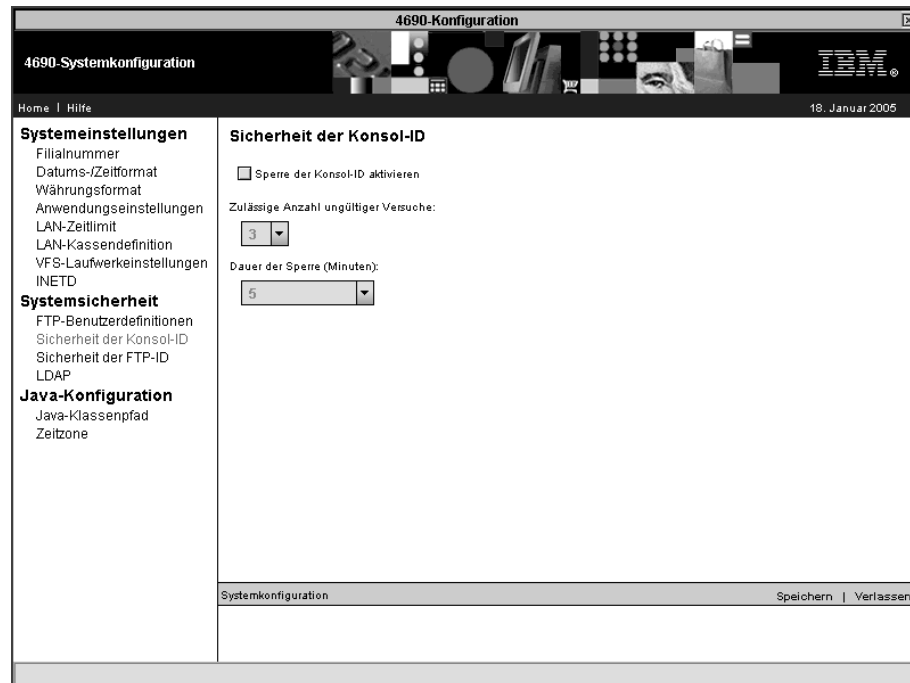 4690-Konfiguration
4690-Systemkonfiguration
IBM®
Home | Hilfe
18. Januar 2005
Systemeinstellungen
Filialnummer
Datums-/Zeitformat
Währungsformat
Anwendungseinstellungen
LAN-Zeitlimit
LAN-Kassendefinition
VFS-Laufwerkeinstellungen
INETD
Systemsicherheit
FTP-Benutzerdefinitionen
Sicherheit der Konsol-ID
Sicherheit der FTP-ID
LDAP
Java-Konfiguration
Java-Klassenpfad
Zeitzone
Sicherheit der Konsol-ID
Sperre der Konsol-ID aktivieren
Zulässige Anzahl ungültiger Versuche:
3
Dauer der Sperre (Minuten):
5
Systemkonfiguration
Speichern | Verlassen